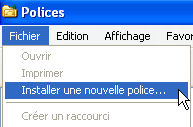 Polices
Fichier Edition Affichage Favor
Ouvrir
Imprimer
Installer une nouvelle police...
Créer un raccourci